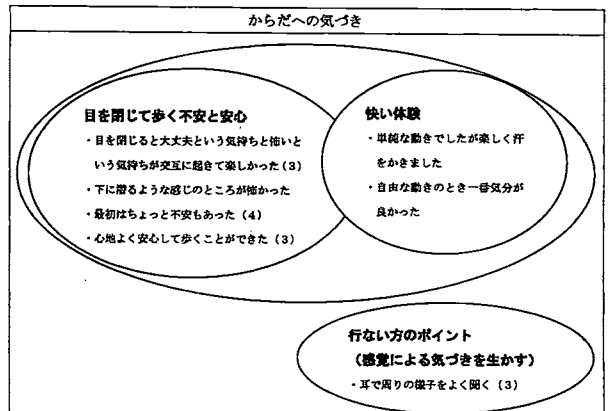 からだへの気づき
目を閉じて歩く不安と安心
・目を閉じると大丈夫という気持ちと怖いと
いう気持ちが交互に起きて楽しかった(3)
・下に潜るような感じのところが怖かった
・最初はちょっと不安もあった(4)
・心地よく安心して歩くことができた(3)
快い体験
・単純な動きでしたが楽しく汗
をかきました
・自由な動きのとき一番気分が
良かった
行ない方のポイント
(感覚による気づきを生かす)
・耳で周りの様子をよく聞く(3)